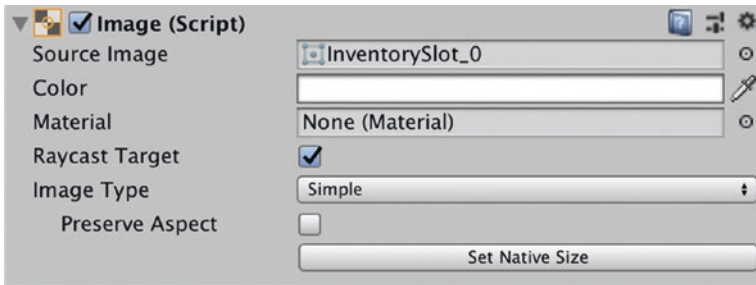 Image (Script)
Source Image InventorySlot_0
Color
Material None (Material)
Raycast Target
Image Type Simple
Preserve Aspect
Set Native Size